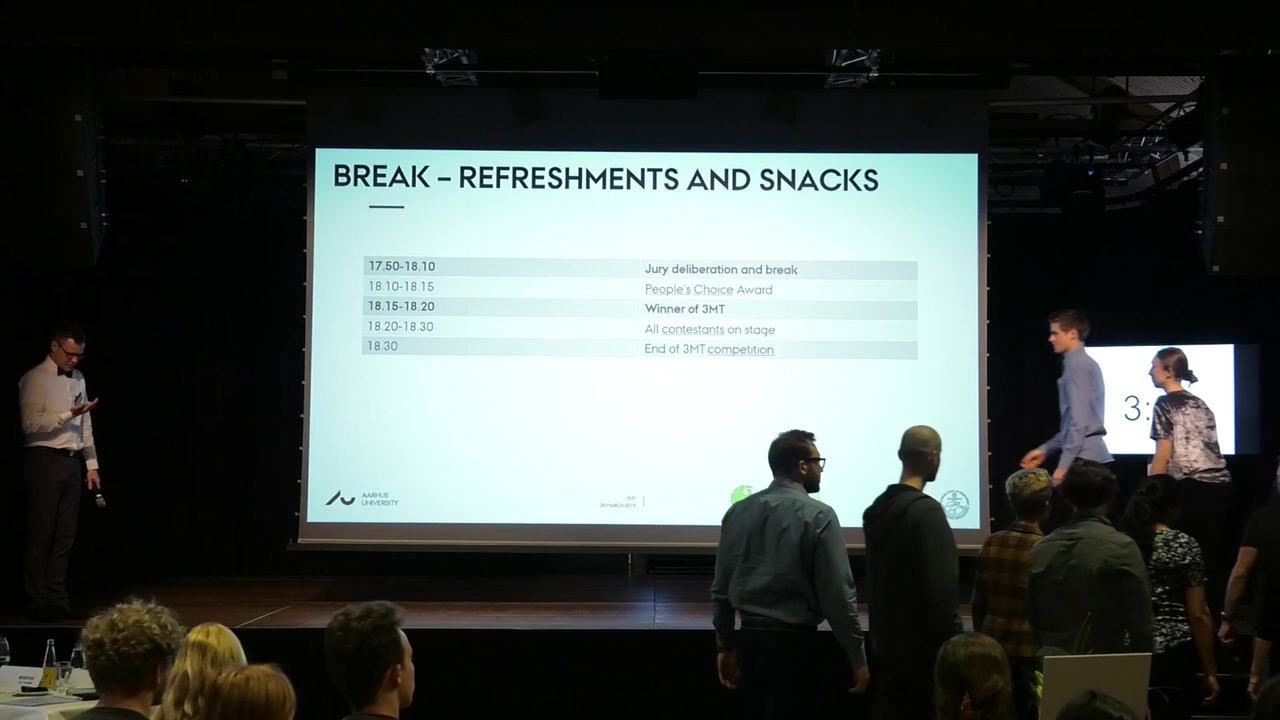 BREAK – REFRESHMENTS AND SNACKS
17.50-18.10 Jury deliberation and break
18.10-18.15 People's Choice Award
18.15-18.20 Winner of 3MT
18.20-18.30 All contestants on stage
18.30 End of 3MT competition
3:
AARHUS
UNIVERSITY
3MT